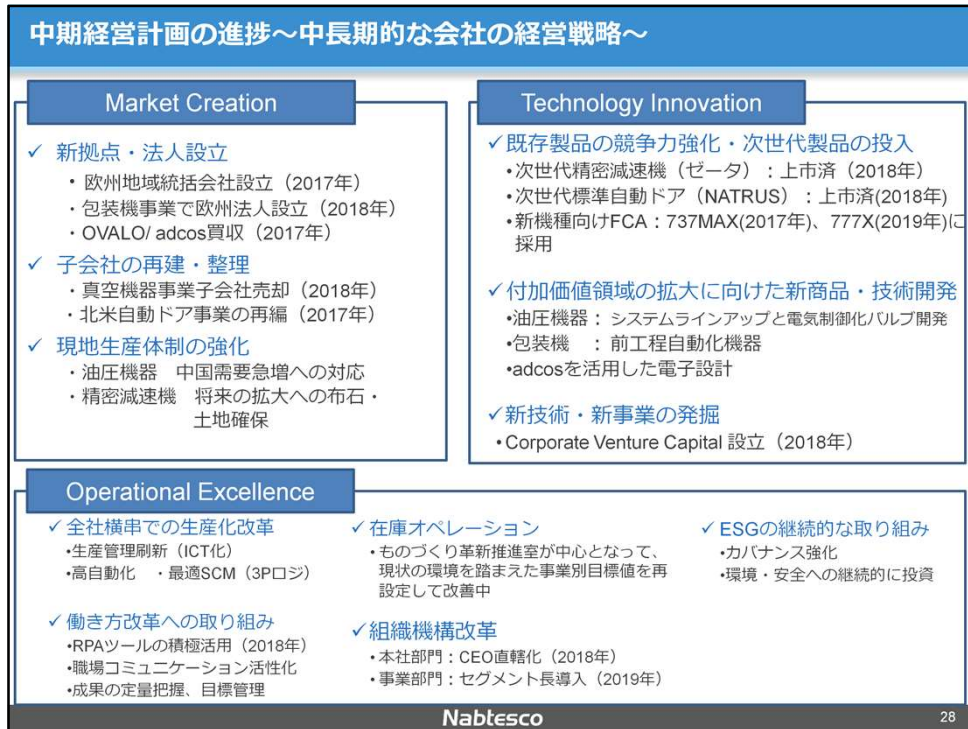 中期経営計画の進捗～中長期的な会社の経営戦略～
Market Creation
✓ 新拠点・法人設立
・ 欧州地域統括会社設立（2017年）
・ 包装機事業で欧州法人設立（2018年）
・ OVALO/ adcos買収（2017年）
✓ 子会社の再建・整理
・真空機器事業子会社売却（2018年）
・北米自動ドア事業の再編（2017年）
✓ 現地生産体制の強化
・油圧機器　中国需要急増への対応
・精密減速機　将来の拡大への布石・
土地確保
Technology Innovation
✓既存製品の競争力強化・次世代製品の投入
•次世代精密減速機（ゼータ）：上市済（2018年）
•次世代標準自動ドア（NATRUS）：上市済(2018年)
•新機種向けFCA：737MAX(2017年)、777X(2019年)に
採用
✓付加価値領域の拡大に向けた新商品・技術開発
•油圧機器： システムラインアップと電気制御化バルブ開発
•包装機　： 前工程自動化機器
•adcosを活用した電子設計
✓新技術・新事業の発掘
•Corporate Venture Capital 設立（2018年）
Operational Excellence
✓ 全社横串での生産化改革
•生産管理刷新（ICT化）
•高自動化　・最適SCM（3Pロジ）
✓ 働き方改革への取り組み
•RPAツールの積極活用（2018年）
•職場コミュニケーション活性化
•成果の定量把握、目標管理
✓ 在庫オペレーション
•ものづくり革新推進室が中心となって、
現状の環境を踏まえた事業別目標値を再
設定して改善中
✓組織機構改革
•本社部門：CEO直轄化（2018年）
•事業部門：セグメント長導入（2019年）
✓ ESGの継続的な取り組み
•カバナンス強化
•環境・安全への継続的に投資
Nabtesco
28